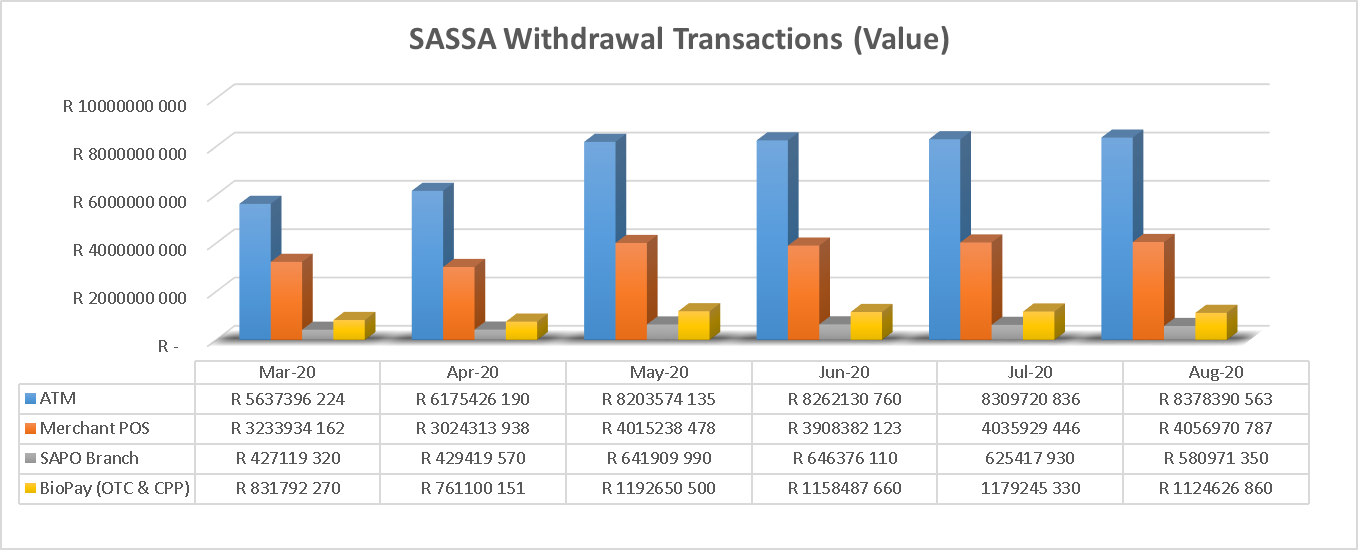 SASSA Withdrawal Transactions (Value)
R 10000000 000
R 8000000 000
R 6000000 000
R 4000000 000
R 2000000 000
R -
Mar-20 Apr-20 May-20 Jun-20 Jul-20 Aug-20
ATM R 5637396 224 R 6175426 190 R 8203574 135 R 8262130 760 8309720 836 R 8378390 563
Merchant POS R 3233934 162 R 3024313 938 R 4015238 478 R 3908382 123 4035929 446 R 4056970 787
SAPO Branch R 427119 320 R 429419 570 R 641909 990 R 646376 110 625417 930 R 580971 350
BioPay (OTC & CPP) R 831792 270 R 761100 151 R 1192650 500 R 1158487 660 1179245 330 R 1124626 860